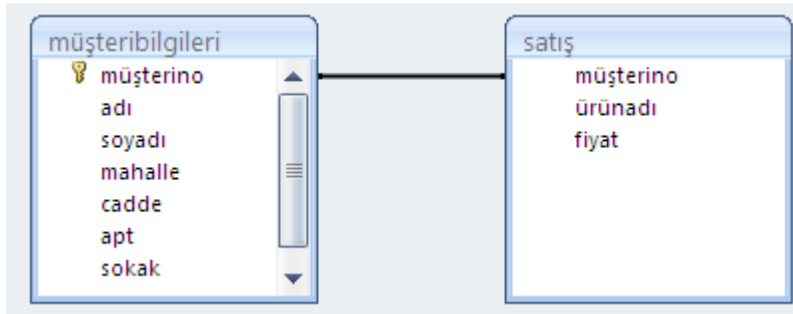 müşteribilgileri
müşterino
adı
soyadı
mahalle
cadde
apt
sokak
satış
müşterino
ürünadı
fiyat